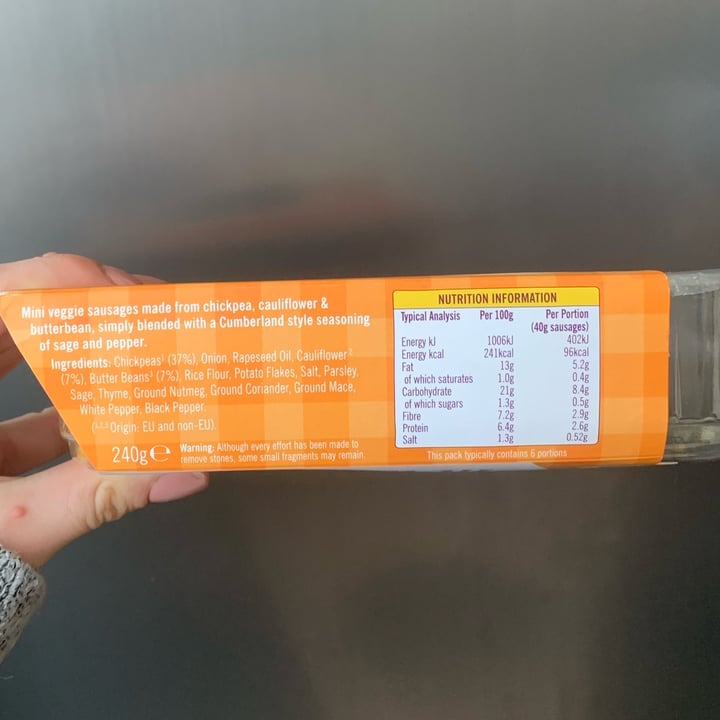 Mini veggie sausages made from chickpea, cauliflower &
butterbean, simply blended with a Cumberland style seasoning
of sage and pepper.
Ingredients: Chickpeas¹ (37%), Onion, Rapeseed Oil, Cauliflower²
(7%), Butter Beans³ (7%), Rice Flour, Potato Flakes, Salt, Parsley,
Sage, Thyme, Ground Nutmeg, Ground Coriander, Ground Mace,
White Pepper, Black Pepper.
(¹,²,³ Origin: EU and non-EU).
240g ℮
Warning: Although every effort has been made to
remove stones, some small fragments may remain.
NUTRITION INFORMATION
Typical Analysis Per 100g Per Portion
(40g sausages)
Energy kJ 1006kJ 402kJ
Energy kcal 241kcal 96kcal
Fat 13g 5.2g
of which saturates 1.0g 0.4g
Carbohydrate 21g 8.4g
of which sugars 1.3g 0.5g
Fibre 7.2g 2.9g
Protein 6.4g 2.6g
Salt 1.3g 0.52g
This pack typically contains 6 portions